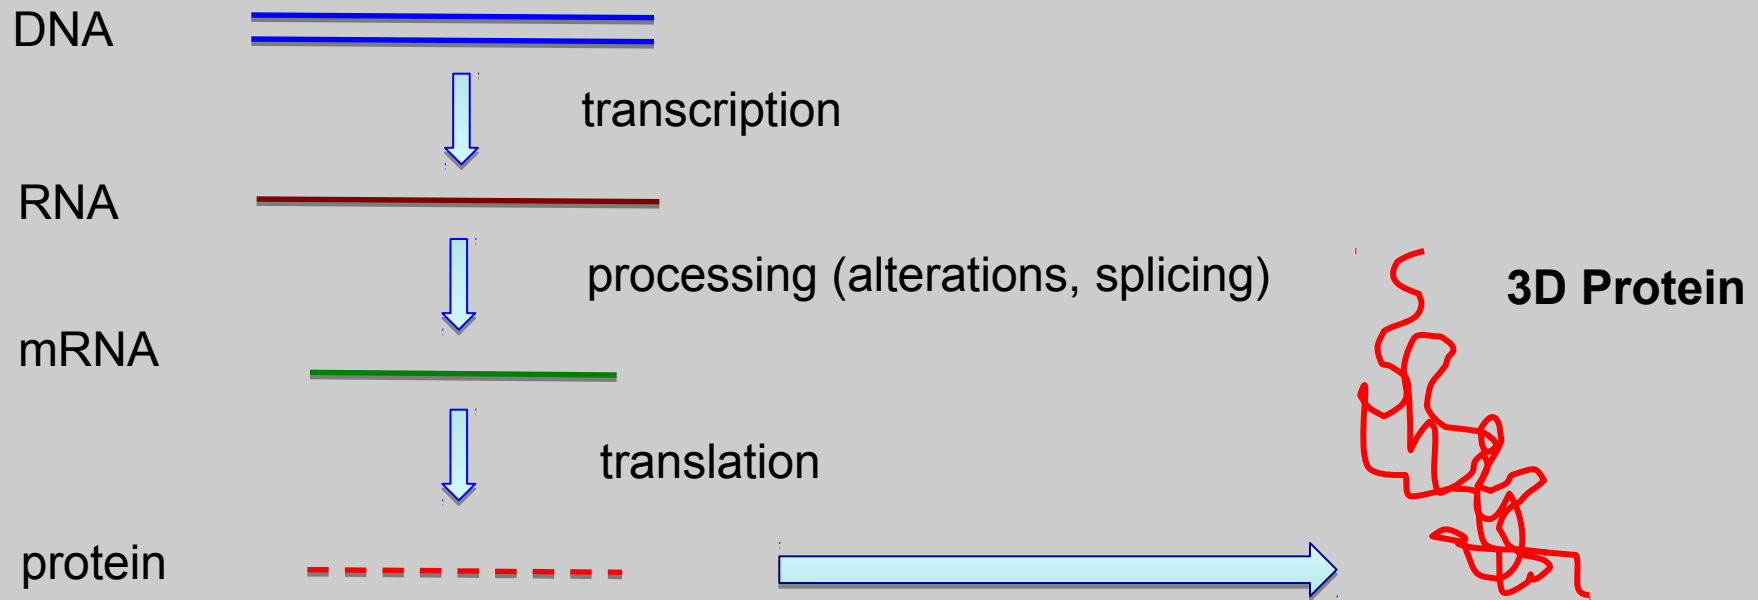 DNA
transcription
RNA
processing (alterations, splicing)
3D Protein
mRNA
translation
protein